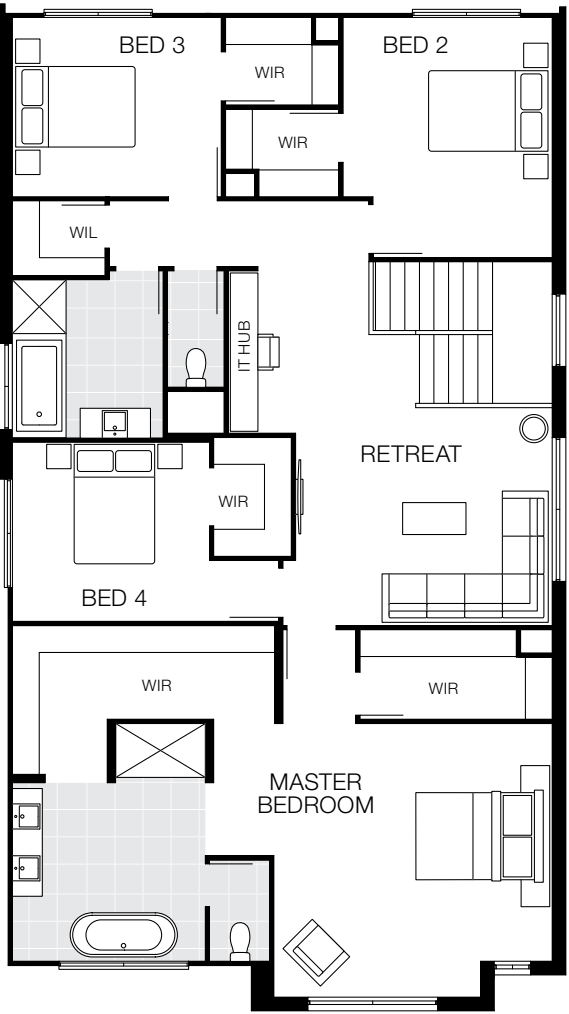 BED 3
BED 2
WIR
WIR
WIL
IT HUB
RETREAT
WIR
BED 4
WIR
WIR
MASTER
BEDROOM